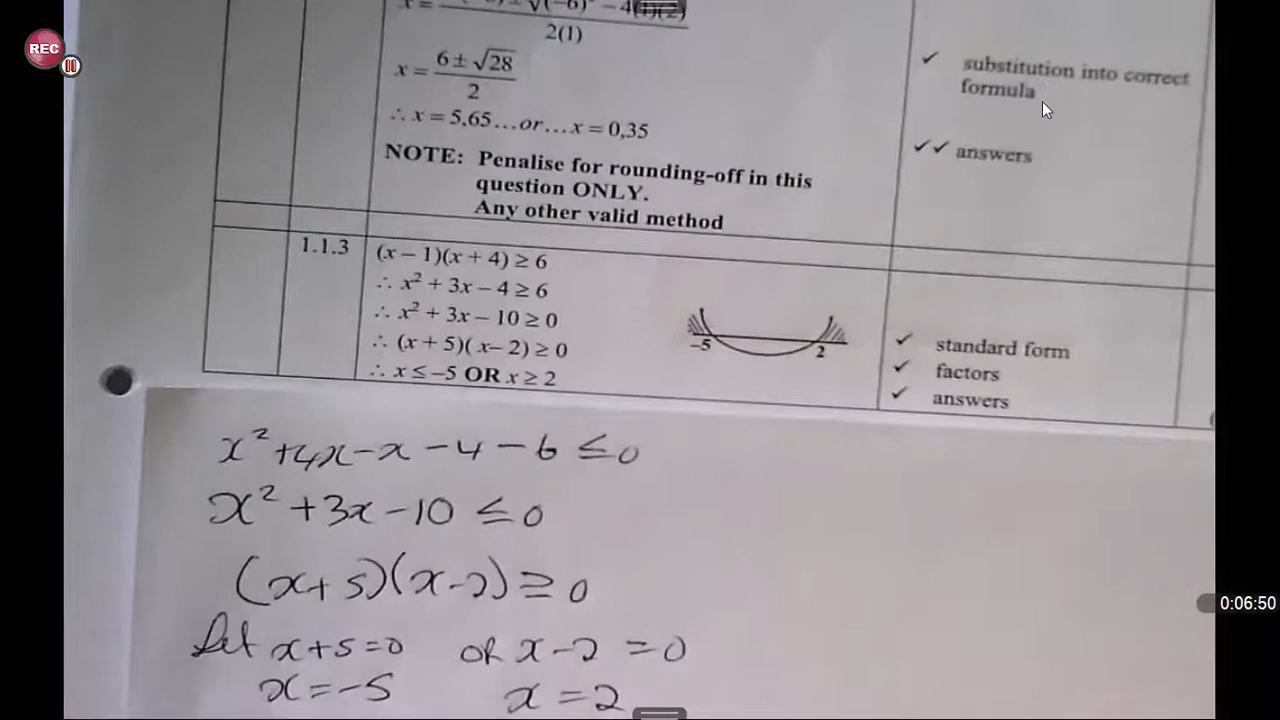 REC
2(1)
x = 6 ± √28 / 2
∴ x = 5,65...or...x = 0,35
NOTE: Penalise for rounding-off in this
question ONLY.
Any other valid method
✓ substitution into correct
formula
✓✓ answers
1.1.3 (x – 1)(x + 4) ≥ 6
∴ x² + 3x – 4 ≥ 6
∴ x² + 3x – 10 ≥ 0
∴ (x + 5)( x– 2) ≥ 0
∴ x ≤ –5 OR x ≥ 2
–5 2
✓ standard form
✓ factors
✓ answers
x² +4x – x – 4 – 6 ≤ 0
x² + 3x – 10 ≤ 0
(x+5)(x-2) ≥ 0
Let x+5=0 or x-2 = 0
x = -5 x = 2
0:06:50